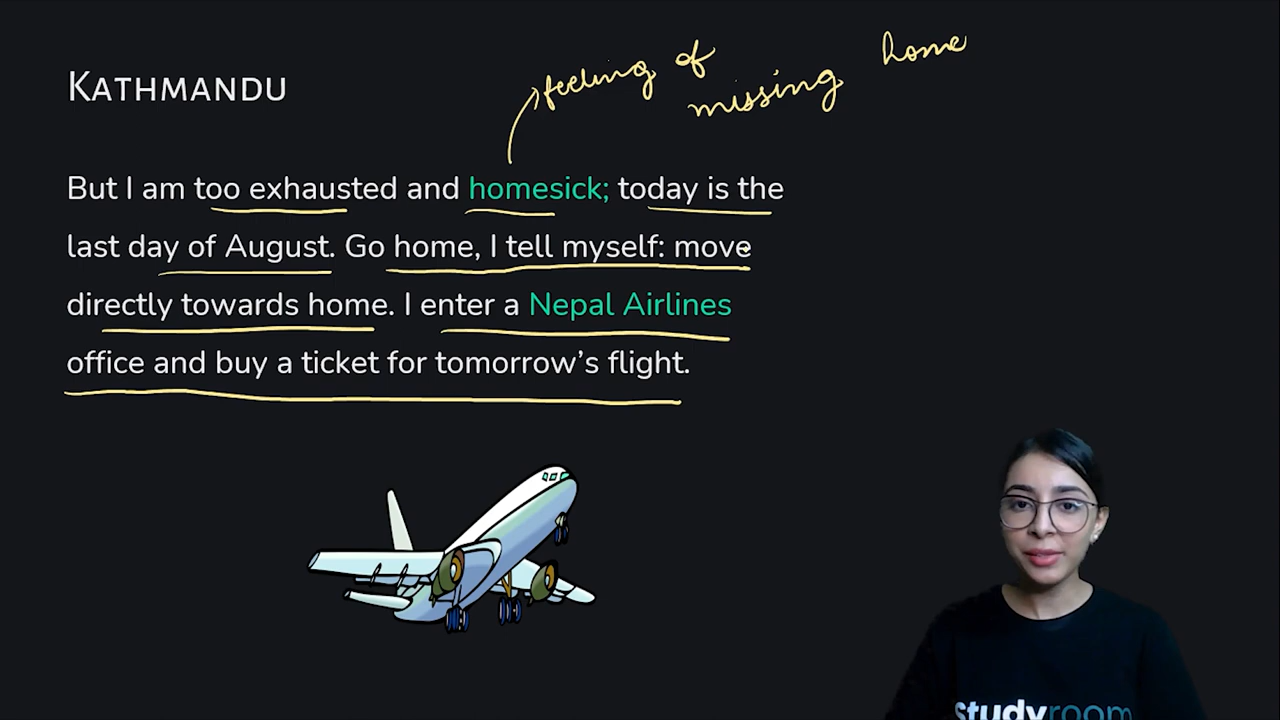 feeling of
missing home
KATHMANDU
But I am too exhausted and homesick; today is the
last day of August. Go home, I tell myself: move
directly towards home. I enter a Nepal Airlines
office and buy a ticket for tomorrow’s flight.
studyroom